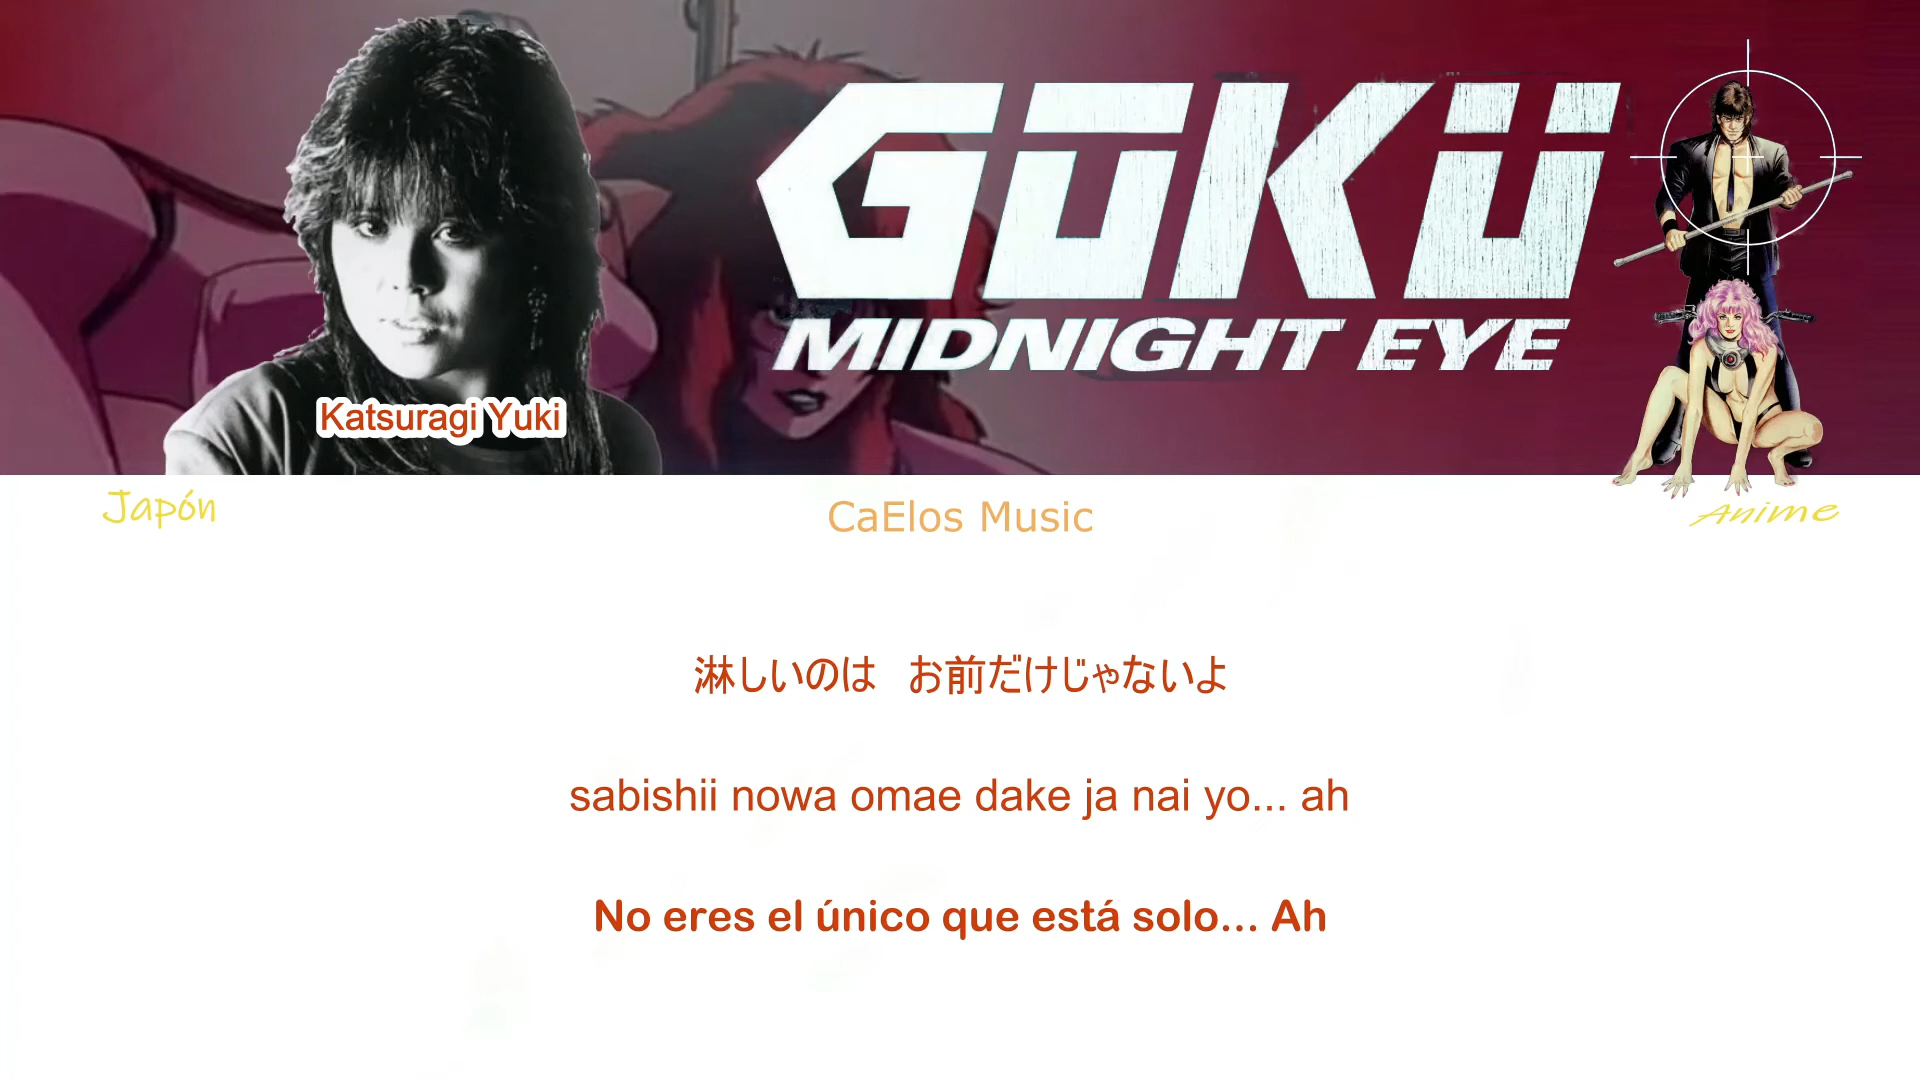 GOKU
MIDNIGHT EYE
Katsuragi Yuki
Japón
CaElos Music
Anime
淋しいのは　お前だけじゃないよ
sabishii nowa omae dake ja nai yo... ah
No eres el único que está solo... Ah